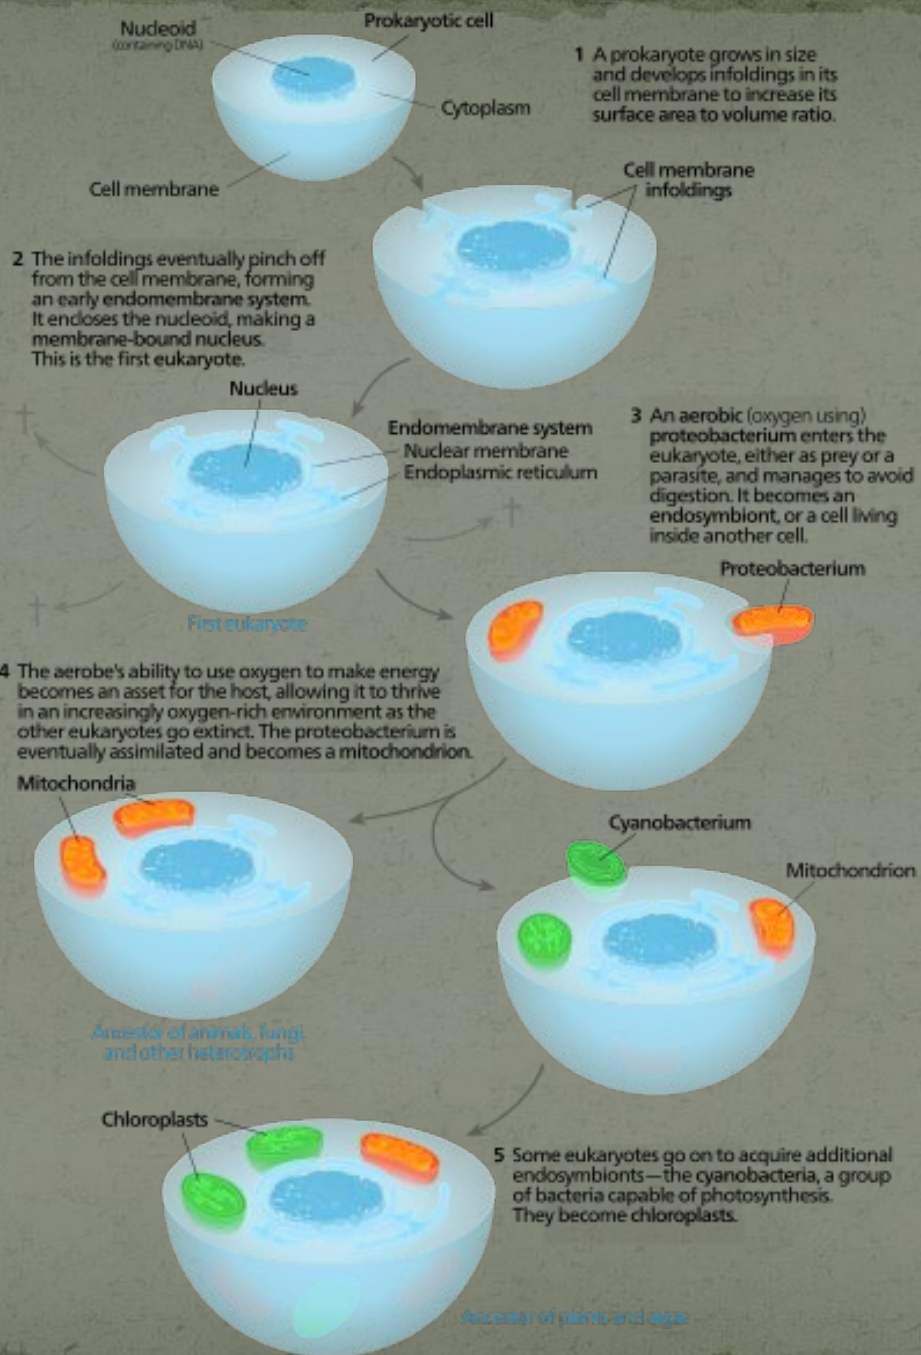 Nucleoid
(containing DNA)
Prokaryotic cell
Cytoplasm
Cell membrane
1 A prokaryote grows in size
and develops infoldings in its
cell membrane to increase its
surface area to volume ratio.
Cell membrane
infoldings
2 The infoldings eventually pinch off
from the cell membrane, forming
an early endomembrane system.
It encloses the nucleoid, making a
membrane-bound nucleus.
This is the first eukaryote.
Nucleus
Endomembrane system
Nuclear membrane
Endoplasmic reticulum
First eukaryote
3 An aerobic (oxygen using)
proteobacterium enters the
eukaryote, either as prey or a
parasite, and manages to avoid
digestion. It becomes an
endosymbiont, or a cell living
inside another cell.
Proteobacterium
4 The aerobe's ability to use oxygen to make energy
becomes an asset for the host, allowing it to thrive
in an increasingly oxygen-rich environment as the
other eukaryotes go extinct. The proteobacterium is
eventually assimilated and becomes a mitochondrion.
Mitochondria
Ancestor of animals, fungi,
and other heterotrophs
Cyanobacterium
Mitochondrion
Chloroplasts
5 Some eukaryotes go on to acquire additional
endosymbionts—the cyanobacteria, a group
of bacteria capable of photosynthesis.
They become chloroplasts.
Ancestor of plants and algae